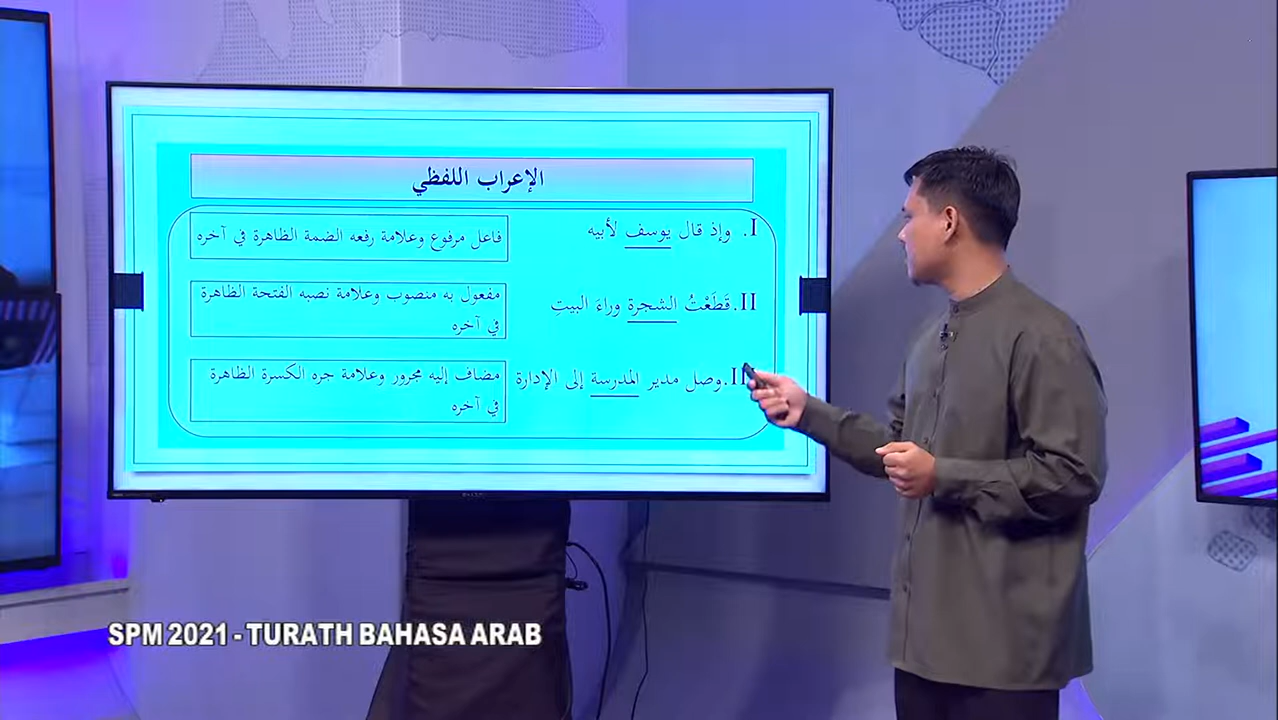 الإعراب اللفظي
I. وإذ قال يوسف لأبيه
فاعل مرفوع وعلامة رفعه الضمة الظاهرة في آخره
II. قَطَعْتُ الشجرة وراءَ البيتِ
مفعول به منصوب وعلامة نصبه الفتحة الظاهرة
في آخره
III. وصل مدير المدرسة إلى الإدارة
مضاف إليه مجرور وعلامة جره الكسرة الظاهرة
في آخره
SPM 2021 - TURATH BAHASA ARAB